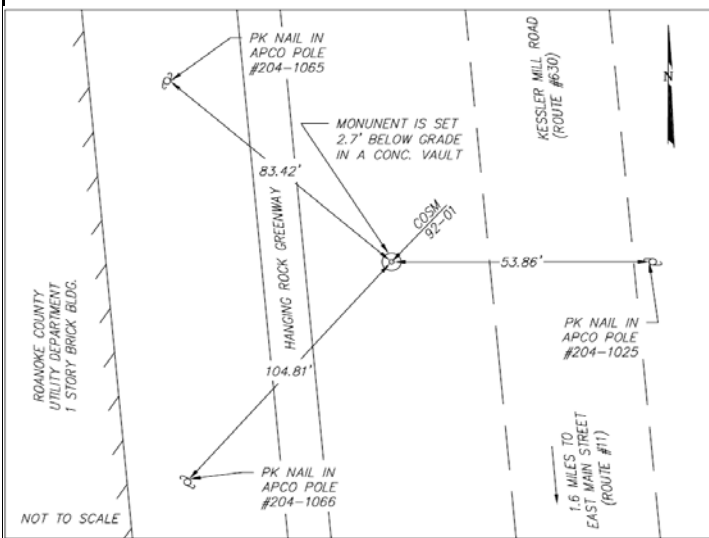 PK NAIL IN
APCO POLE
#204-1065
KESSLER MILL ROAD
(ROUTE #630)
N
MONUNENT IS SET
2.7' BELOW GRADE
IN A CONC. VAULT
83.42'
COSM
92-01
HANGING ROCK GREENWAY
53.86'
ROANOKE COUNTY
UTILITY DEPARTMENT
1 STORY BRICK BLDG.
PK NAIL IN
APCO POLE
#204-1025
104.81'
PK NAIL IN
APCO POLE
#204-1066
1.6 MILES TO
EAST MAIN STREET
(ROUTE #11)
NOT TO SCALE